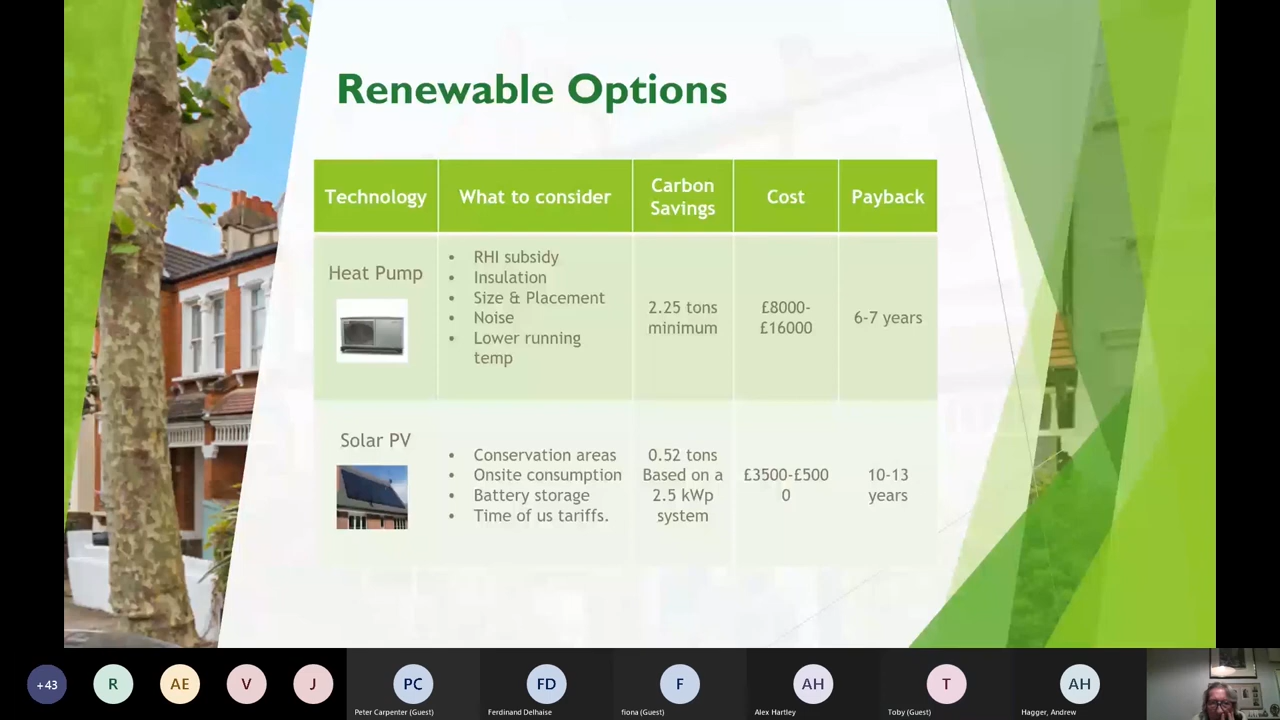 Renewable Options
Technology
What to consider
Carbon
Savings
Cost
Payback
Heat Pump
• RHI subsidy
• Insulation
• Size & Placement
• Noise
• Lower running
temp
2.25 tons
minimum
£8000-
£16000
6-7 years
Solar PV
• Conservation areas
• Onsite consumption
• Battery storage
• Time of us tariffs.
0.52 tons
Based on a
2.5 kWp
system
£3500-£500
0
10-13
years
+43
R
AE
V
J
PC
Peter Carpenter (Guest)
FD
Ferdinand Delhaise
F
fiona (Guest)
AH
Alex Hartley
T
Toby (Guest)
AH
Hagger, Andrew